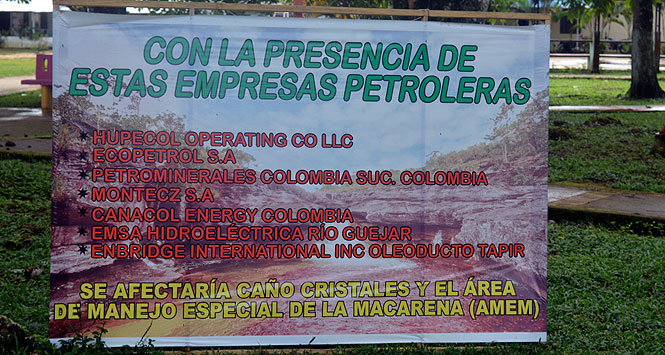 CON LA PRESENCIA DE
ESTAS EMPRESAS PETROLERAS
* HUPECOL OPERATING CO LLC
* ECOPETROL S.A
* PETROMINERALES COLOMBIA SUC. COLOMBIA
* MONTECZ S.A
* CANACOL ENERGY COLOMBIA
* EMSA HIDROELÉCTRICA RÍO GUEJAR
* ENBRIDGE INTERNATIONAL INC OLEODUCTO TAPIR
SE AFECTARÍA CAÑO CRISTALES Y EL ÁREA
DE MANEJO ESPECIAL DE LA MACARENA (AMEM)